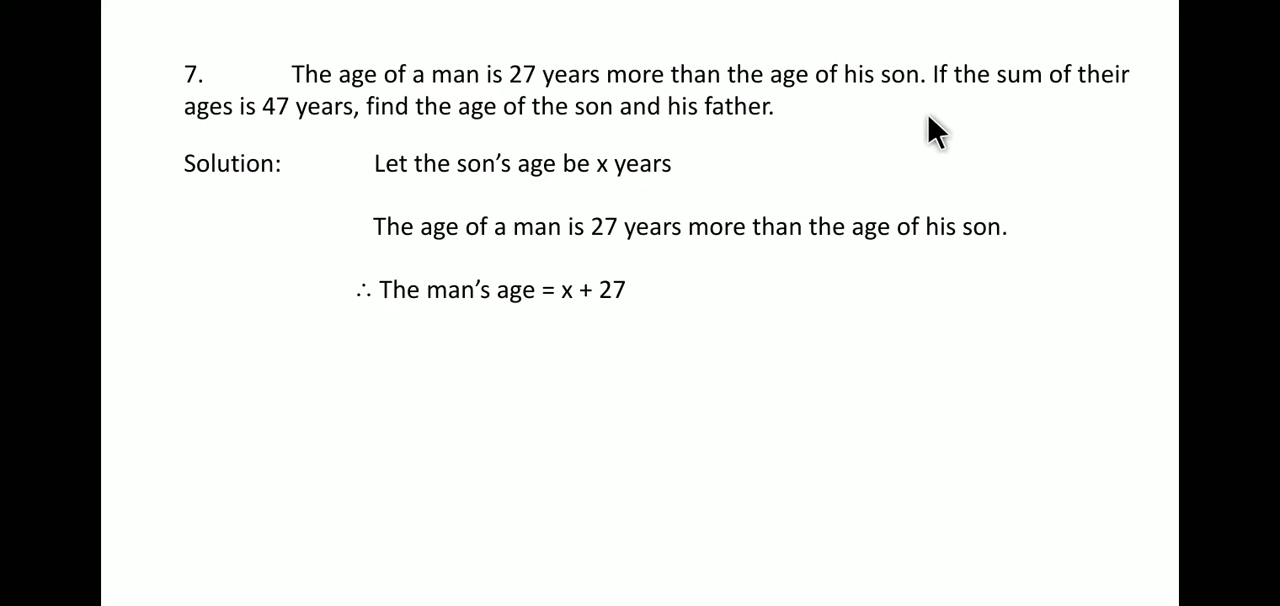 7. The age of a man is 27 years more than the age of his son. If the sum of their
ages is 47 years, find the age of the son and his father.
Solution: Let the son’s age be x years
The age of a man is 27 years more than the age of his son.
∴ The man’s age = x + 27